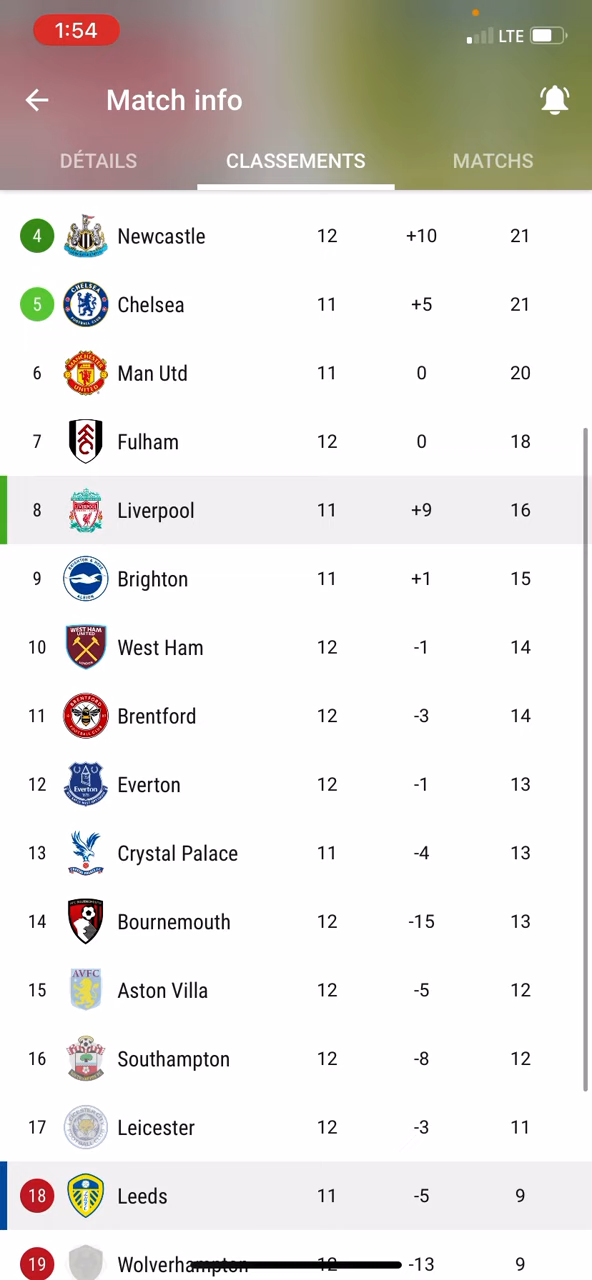 1:54
LTE
Match info
DÉTAILS CLASSEMENTS MATCHS
4 Newcastle 12 +10 21
5 Chelsea 11 +5 21
6 Man Utd 11 0 20
7 Fulham 12 0 18
8 Liverpool 11 +9 16
9 Brighton 11 +1 15
10 West Ham 12 -1 14
11 Brentford 12 -3 14
12 Everton 12 -1 13
13 Crystal Palace 11 -4 13
14 Bournemouth 12 -15 13
15 Aston Villa 12 -5 12
16 Southampton 12 -8 12
17 Leicester 12 -3 11
18 Leeds 11 -5 9
19 Wolverhampton 12 -13 9